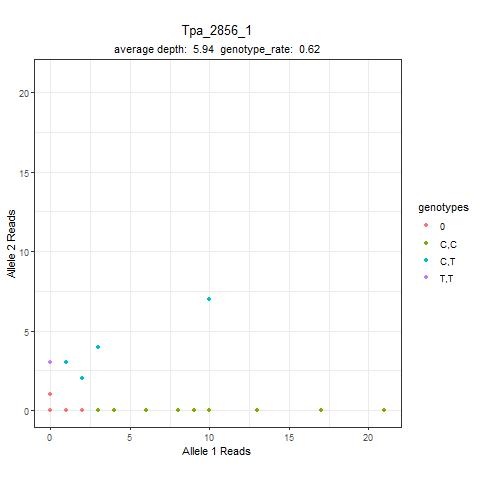 Tpa_2856_1
average depth:  5.94  genotype_rate:  0.62
20
15
10
5
0
Allele 2 Reads
0 5 10 15 20
Allele 1 Reads
genotypes
0
C,C
C,T
T,T